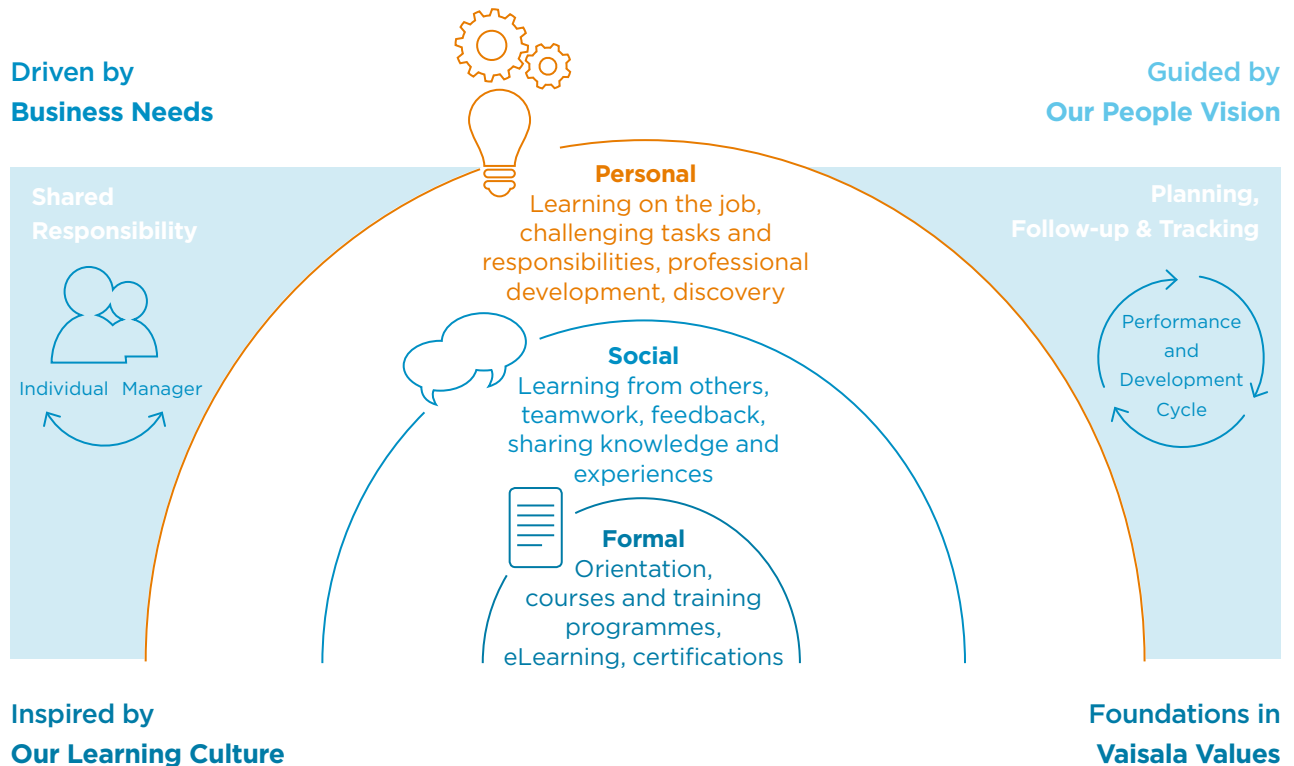 Driven by
Business Needs
Guided by
Our People Vision
Shared
Responsibility
Individual Manager
Personal
Learning on the job,
challenging tasks and
responsibilities, professional
development, discovery
Social
Learning from others,
teamwork, feedback,
sharing knowledge and
experiences
Formal
Orientation,
courses and training
programmes,
eLearning, certifications
Planning,
Follow-up & Tracking
Performance
and
Development
Cycle
Inspired by
Our Learning Culture
Foundations in
Vaisala Values